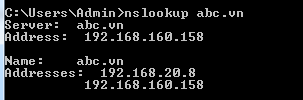 C:\Users\Admin>nslookup abc.vn
Server:  abc.vn
Address:  192.168.160.158

Name:    abc.vn
Addresses:  192.168.20.8
          192.168.160.158